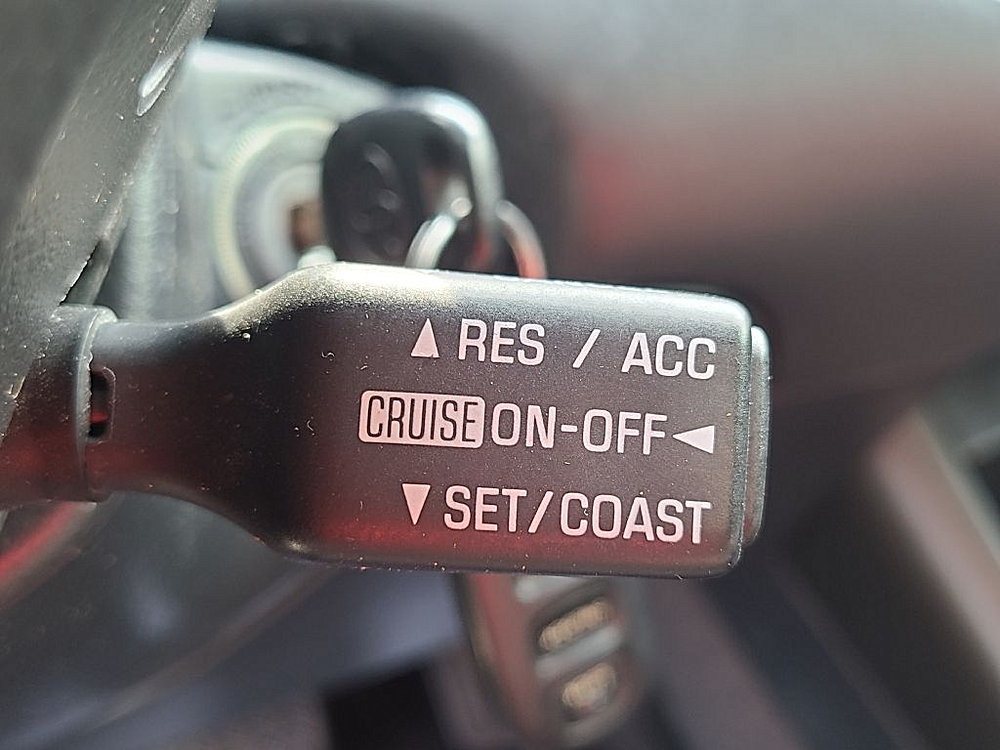 ▲ RES / ACC
CRUISE ON-OFF ◀
▼ SET/COAST